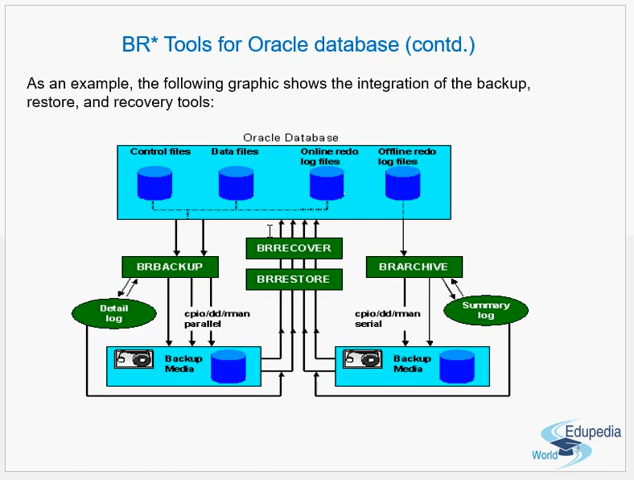 BR* Tools for Oracle database (contd.)
As an example, the following graphic shows the integration of the backup,
restore, and recovery tools:
Oracle Database
Control files
Data files
Online redo
log files
Offline redo
log files
BRRECOVER
BRBACKUP
BRARCHIVE
BRRESTORE
Detail
log
cpio/dd/rman
parallel
cpio/dd/rman
serial
Summary
log
Backup
Media
Backup
Media
Edupedia
World